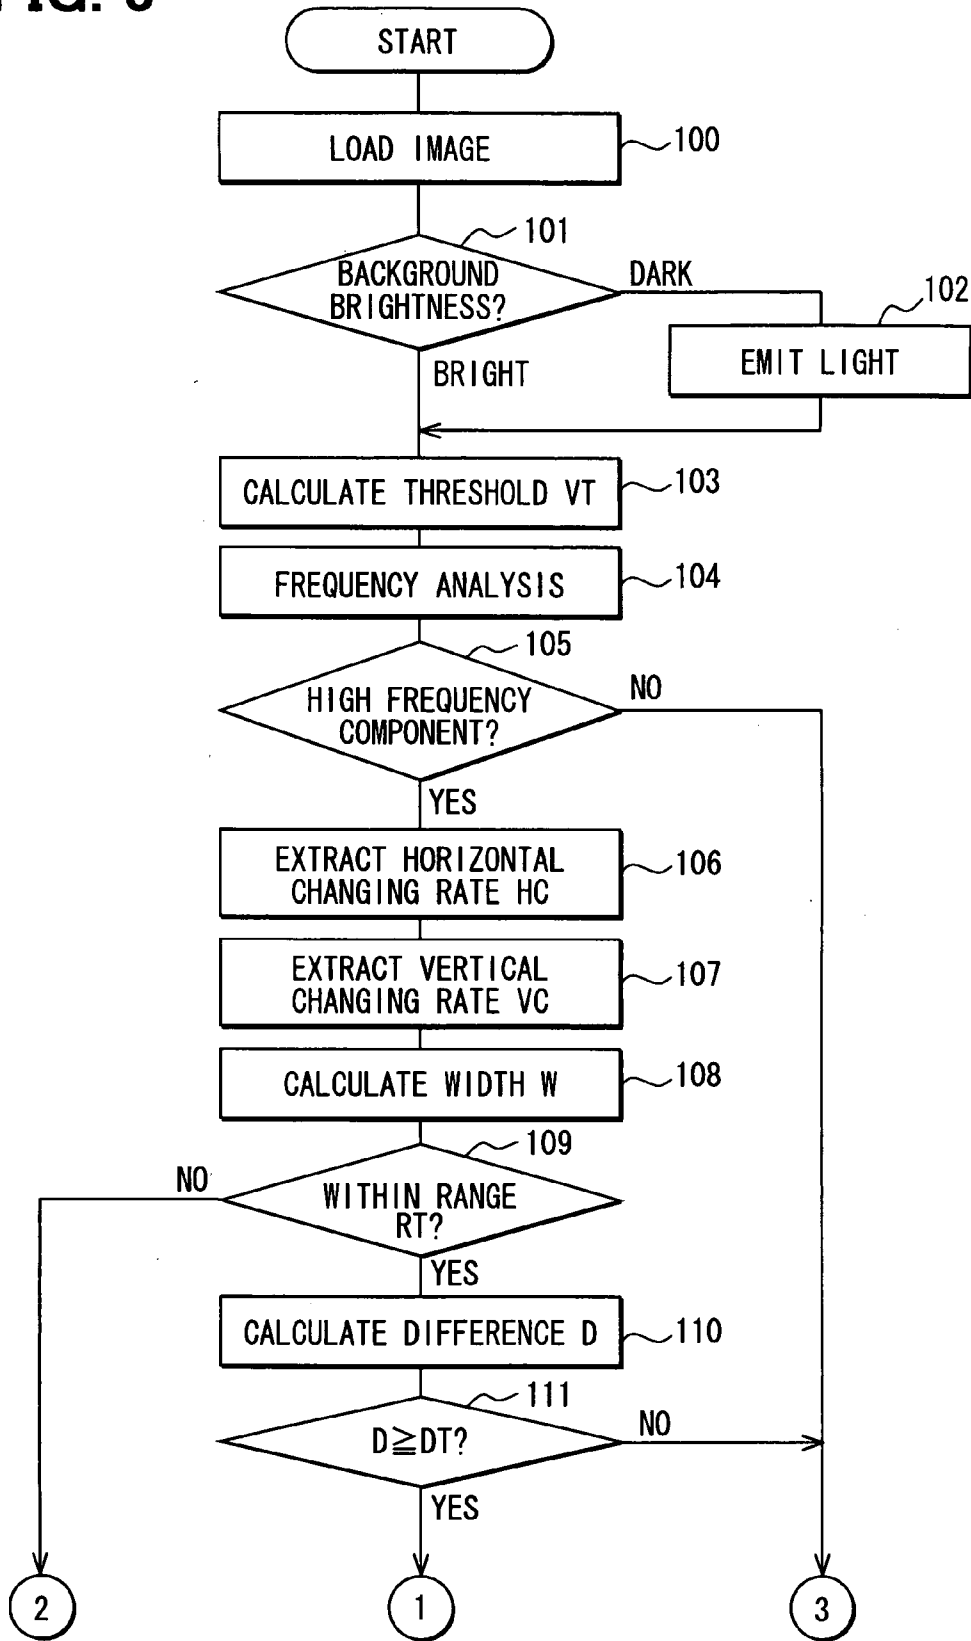 START
LOAD IMAGE
100
101
BACKGROUND
BRIGHTNESS?
DARK
102
EMIT LIGHT
BRIGHT
CALCULATE THRESHOLD VT
103
FREQUENCY ANALYSIS
104
105
HIGH FREQUENCY
COMPONENT?
NO
YES
EXTRACT HORIZONTAL
CHANGING RATE HC
106
EXTRACT VERTICAL
CHANGING RATE VC
107
CALCULATE WIDTH W
108
109
NO
WITHIN RANGE
RT?
YES
CALCULATE DIFFERENCE D
110
111
D≧DT?
NO
YES
2
1
3